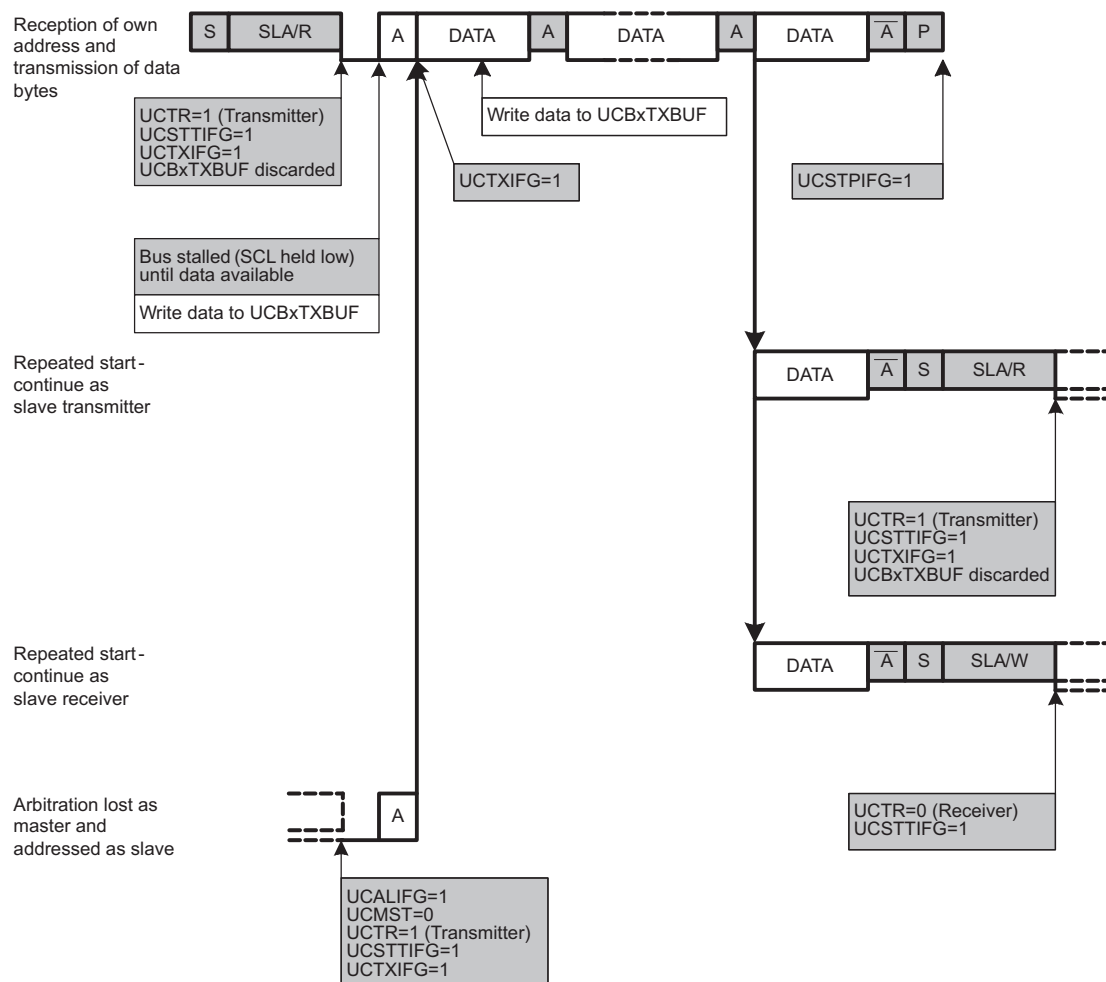 Reception of own
address and
transmission of data
bytes
S SLA/R A DATA A DATA A DATA A P
UCTR=1 (Transmitter)
UCSTTIFG=1
UCTXIFG=1
UCBxTXBUF discarded
Write data to UCBxTXBUF
UCTXIFG=1
UCSTPIFG=1
Bus stalled (SCL held low)
until data available
Write data to UCBxTXBUF
Repeated start-
continue as
slave transmitter
DATA A̅ S SLA/R
UCTR=1 (Transmitter)
UCSTTIFG=1
UCTXIFG=1
UCBxTXBUF discarded
Repeated start-
continue as
slave receiver
DATA A̅ S SLA/W
UCTR=0 (Receiver)
UCSTTIFG=1
Arbitration lost as
master and
addressed as slave
A
UCALIFG=1
UCMST=0
UCTR=1 (Transmitter)
UCSTTIFG=1
UCTXIFG=1